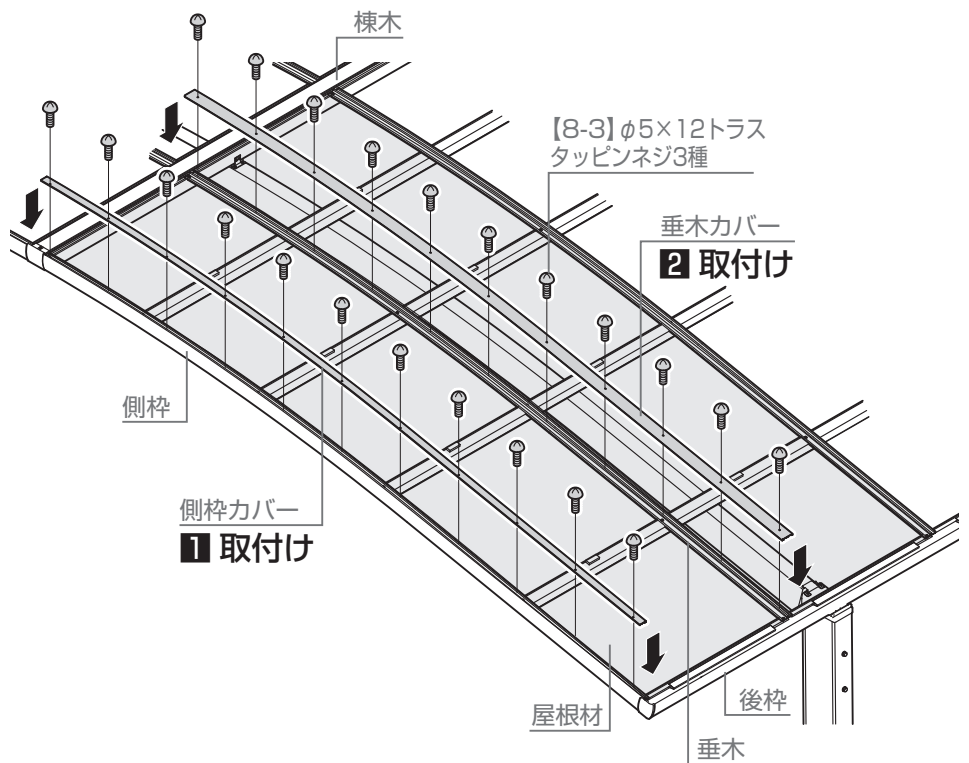 棟木
【8-3】φ5×12トラス
タッピンネジ3種
垂木カバー
2 取付け
側枠
側枠カバー
1 取付け
屋根材
後枠
垂木